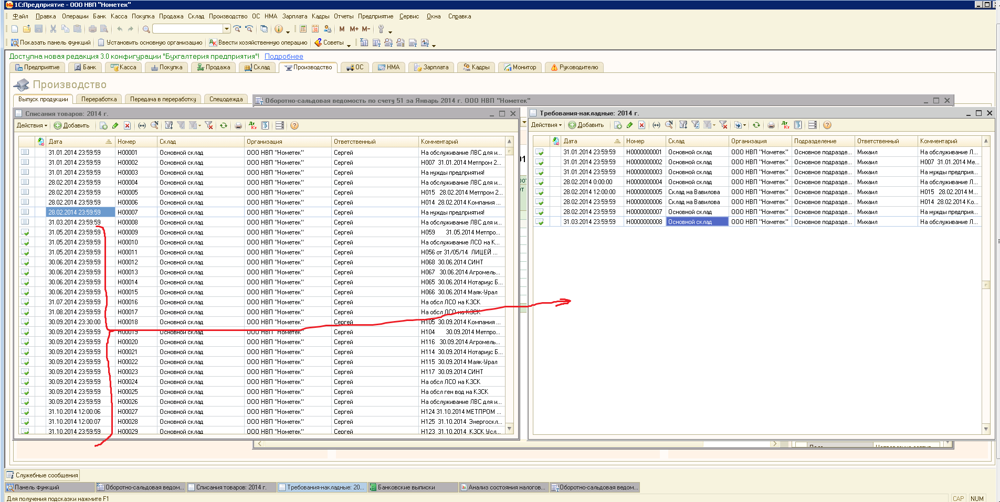 1С:Предприятие - ООО НВП "Нометек"
Файл Правка Операции Банк Касса Покупка Продажа Склад Производство ОС НМА Зарплата Кадры Отчеты Предприятие Сервис Окна Справка
M M+ M-
Показать панель функций Установить основную организацию Ввести хозяйственную операцию Советы
Доступна новая редакция 3.0 конфигурации "Бухгалтерия предприятия"! Подробнее
Предприятие Банк Касса Покупка Продажа Склад Производство ОС НМА Зарплата Кадры Монитор Руководителю
Производство
Выпуск продукции Переработка Передача в переработку Спецодежда
Оборотно-сальдовая ведомость по счету 51 за Январь 2014 г. ООО НВП "Нометек"
Списания товаров: 2014 г.
Действия Добавить
Дата Номер Склад Организация Ответственный Комментарий
31.01.2014 23:59:59 Н00001 Основной склад ООО НВП "Нометек" Сергей На обслуживание ЛВС для и...
31.01.2014 23:59:59 Н00002 Основной склад ООО НВП "Нометек" Сергей Н007 31.01.2014 Метпром 2...
31.01.2014 23:59:59 Н00003 Основной склад ООО НВП "Нометек" Сергей На нужды предприятия!
28.02.2014 23:59:59 Н00004 Основной склад ООО НВП "Нометек" Сергей На обслуживание ЛВС для и...
28.02.2014 23:59:59 Н00005 Основной склад ООО НВП "Нометек" Сергей Н015 28.02.2014 Метпром 2...
28.02.2014 23:59:59 Н00006 Основной склад ООО НВП "Нометек" Сергей Н014 28.02.2014 Компания ...
28.02.2014 23:59:59 Н00007 Основной склад ООО НВП "Нометек" Сергей На нужды предприятия!
31.03.2014 23:59:59 Н00008 Основной склад ООО НВП "Нометек" Сергей На обслуживание ЛВС для и...
31.05.2014 23:59:59 Н00009 Основной склад ООО НВП "Нометек" Сергей Н059 31.05.2014 Метпро...
31.05.2014 23:59:59 Н00010 Основной склад ООО НВП "Нометек" Сергей На обслуживание ЛСО на К...
31.05.2014 23:59:59 Н00011 Основной склад ООО НВП "Нометек" Сергей Н056 от 31/05/14 ЛИЦЕЙ ...
30.06.2014 23:59:59 Н00012 Основной склад ООО НВП "Нометек" Сергей Н068 30.06.2014 СИНТ
30.06.2014 23:59:59 Н00013 Основной склад ООО НВП "Нометек" Сергей Н067 30.06.2014 Агромель...
30.06.2014 23:59:59 Н00014 Основной склад ООО НВП "Нометек" Сергей Н065 30.06.2014 Нотариус Б...
30.06.2014 23:59:59 Н00015 Основной склад ООО НВП "Нометек" Сергей Н066 30.06.2014 Маяк-Урал
31.07.2014 23:59:59 Н00016 Основной склад ООО НВП "Нометек" Сергей На обсл ЛСО на КЗСК
31.08.2014 23:59:59 Н00017 Основной склад ООО НВП "Нометек" Сергей На обсл ЛСО на КЗСК
30.09.2014 23:30:00 Н00018 Основной склад ООО НВП "Нометек" Сергей Н105 30.09.2014 Компания ...
30.09.2014 23:59:59 Н00019 Основной склад ООО НВП "Нометек" Сергей Н104 30.09.2014 Метпро...
30.09.2014 23:59:59 Н00020 Основной склад ООО НВП "Нометек" Сергей Н116 30.09.2014 Агромель...
30.09.2014 23:59:59 Н00021 Основной склад ООО НВП "Нометек" Сергей Н114 30.09.2014 Нотариус Б...
30.09.2014 23:59:59 Н00022 Основной склад ООО НВП "Нометек" Сергей Н115 30.09.2014 Маяк-Урал
30.09.2014 23:59:59 Н00023 Основной склад ООО НВП "Нометек" Сергей Н117 30.09.2014 СИНТ
30.09.2014 23:59:59 Н00024 Основной склад ООО НВП "Нометек" Сергей На обсл ЛСО на КЗСК
30.09.2014 23:59:59 Н00025 Основной склад ООО НВП "Нометек" Сергей На обсл ген вод на КЗСК
30.09.2014 23:59:59 Н00026 Основной склад ООО НВП "Нометек" Сергей На обслуживание ЛВС для и...
31.10.2014 12:00:06 Н00027 Основной склад ООО НВП "Нометек" Сергей Н124 31.10.2014 МЕТПРОМ ...
31.10.2014 12:00:07 Н00028 Основной склад ООО НВП "Нометек" Сергей Н125 31.10.2014 Энергоскл...
31.10.2014 23:59:59 Н00029 Основной склад ООО НВП "Нометек" Сергей Н123 31.10.2014 КЗСК Усл...
Требования-накладные: 2014 г.
Действия Добавить
Дата Номер Склад Организация Подразделение Ответственный Комментарий
31.01.2014 23:59:59 Н0000000001 Основной склад ООО НВП "Нометек" Основное подразде... Михаил На обслуживание Л...
31.01.2014 23:59:59 Н0000000002 Основной склад ООО НВП "Нометек" Основное подразде... Михаил Н007 31.01.2014 Ме...
31.01.2014 23:59:59 Н0000000003 Основной склад ООО НВП "Нометек" Основное подразде... Михаил На нужды предприя...
28.02.2014 0:00:00 Н0000000004 Основной склад ООО НВП "Нометек" Основное подразде... Михаил На обслуживание Л...
28.02.2014 12:00:00 Н0000000005 Склад на Вавилова ООО НВП "Нометек" Основное подразде... Михаил Н015 28.02.2014 М...
28.02.2014 23:59:59 Н0000000006 Склад на Вавилова ООО НВП "Нометек" Основное подразде... Михаил Н014 28.02.2014 Ко...
28.02.2014 23:59:59 Н0000000007 Основной склад ООО НВП "Нометек" Основное подразде... Михаил На нужды предприя...
31.03.2014 23:59:59 Н0000000008 Основной склад ООО НВП "Нометек" Основное подразде... Михаил На обслуживание Л...
Служебные сообщения
Панель функций Оборотно-сальдовая ведом... Списания товаров: 2014 г. Требования-накладные: 20... Банковские выписки Анализ состояния налогов... Оборотно-сальдовая ведом...
Для получения подсказки нажмите F1 CAP NUM